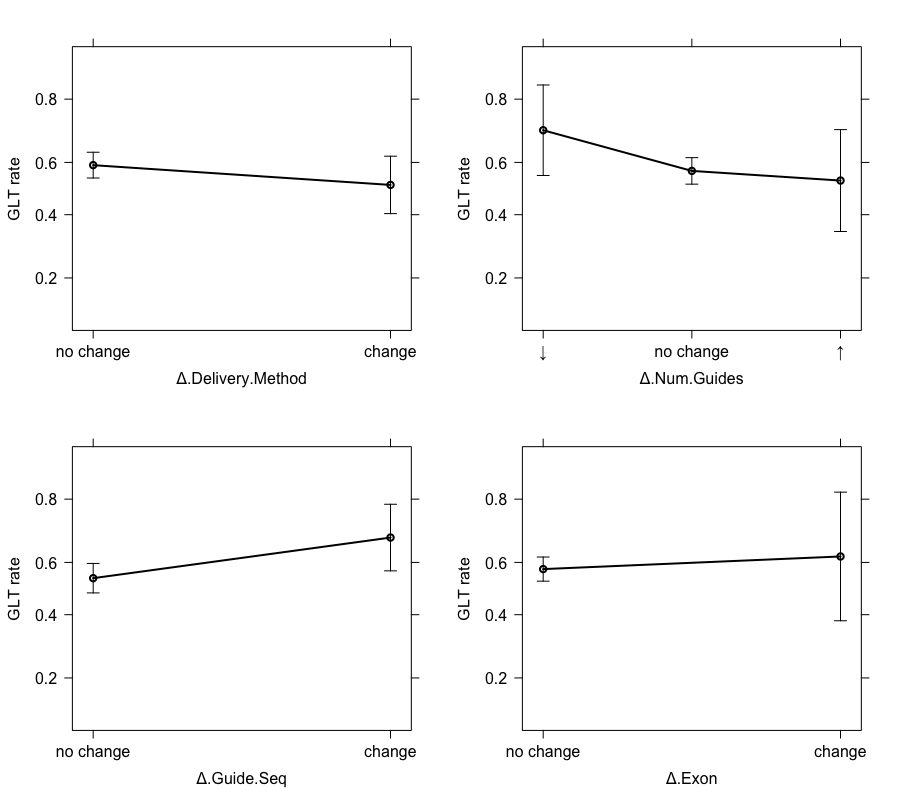 GLT rate
0.8
0.6
0.4
0.2
no change change
Δ.Delivery.Method
GLT rate
0.8
0.6
0.4
0.2
↓ no change ↑
Δ.Num.Guides
GLT rate
0.8
0.6
0.4
0.2
no change change
Δ.Guide.Seq
GLT rate
0.8
0.6
0.4
0.2
no change change
Δ.Exon